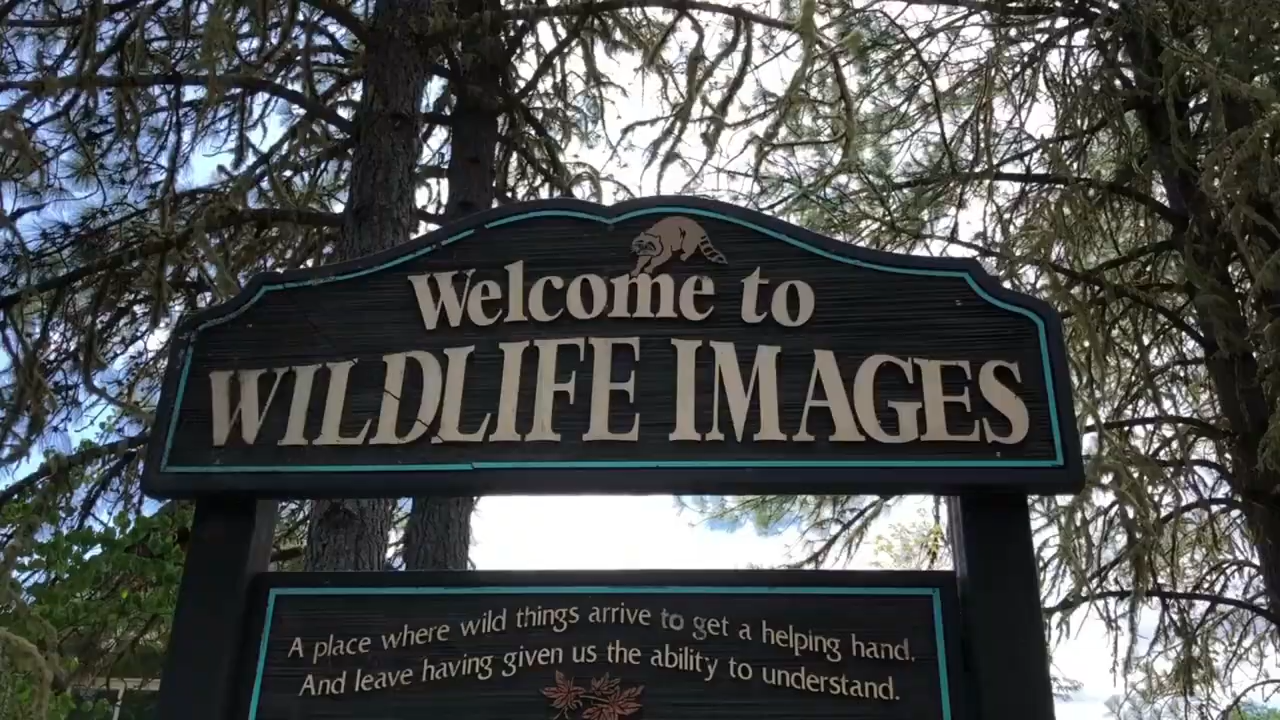 Welcome to
WILDLIFE IMAGES
A place where wild things arrive to get a helping hand.
And leave having given us the ability to understand.